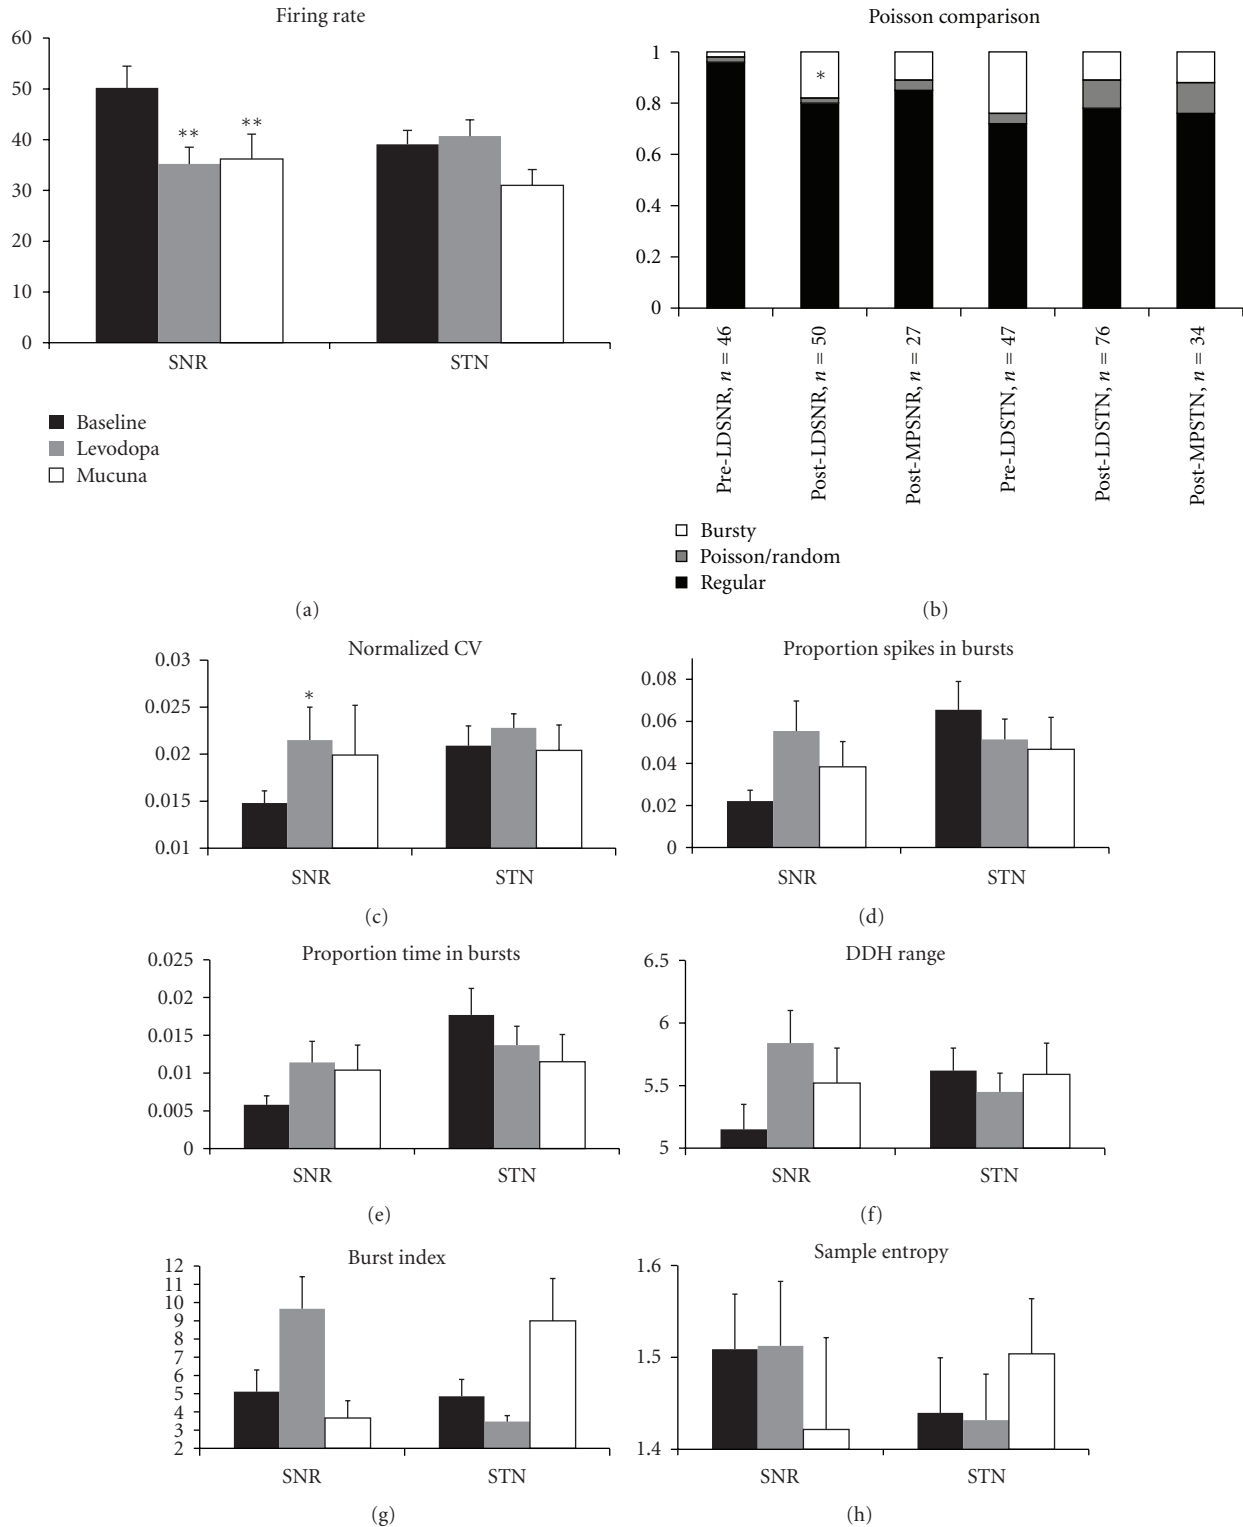 Firing rate
60
50
40
30
20
10
0
**
**
SNR
STN
Baseline
Levodopa
Mucuna
(a)
Poisson comparison
1
0.8
0.6
0.4
0.2
0
*
Pre-LDSNR, n = 46
Post-LDSNR, n = 50
Post-MPSNR, n = 27
Pre-LDSTN, n = 47
Post-LDSTN, n = 76
Post-MPSTN, n = 34
Bursty
Poisson/random
Regular
(b)
Normalized CV
0.03
0.025
0.02
0.015
0.01
*
SNR
STN
(c)
Proportion spikes in bursts
0.08
0.06
0.04
0.02
0
SNR
STN
(d)
Proportion time in bursts
0.025
0.02
0.015
0.01
0.005
0
SNR
STN
(e)
DDH range
6.5
6
5.5
5
SNR
STN
(f)
Burst index
12
11
10
9
8
7
6
5
4
3
2
SNR
STN
(g)
Sample entropy
1.6
1.5
1.4
SNR
STN
(h)